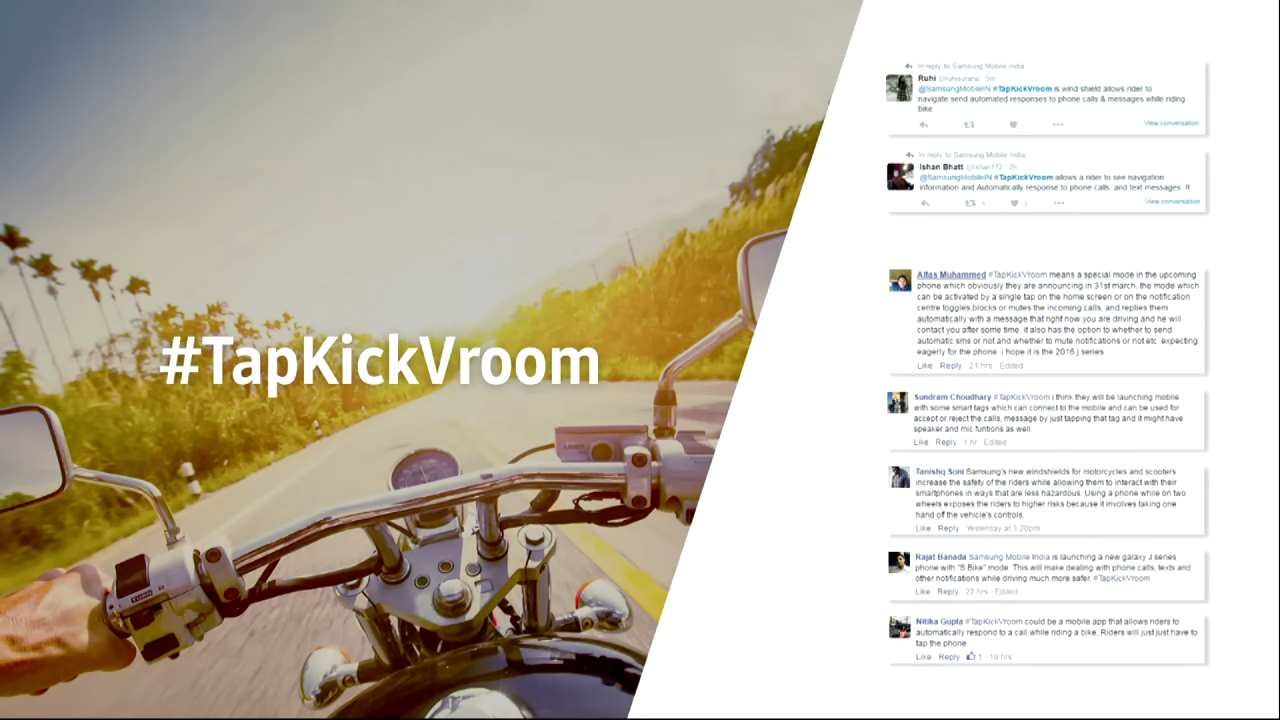 #TapKickVroom
In reply to Samsung Mobile India
Ruhi @ruhisurana 5m
@SamsungMobileIN #TapKickVroom is wind shield allows rider to
navigate,send automated responses to phone calls & messages while riding
bike
View conversation
In reply to Samsung Mobile India
Ishan Bhatt @ishan172 2h
@SamsungMobileIN #TapKickVroom allows a rider to see navigation
information and Automatically response to phone calls and text messages !!
1 2 View conversation
Alfas Muhammed #TapKickVroom means a special mode in the upcoming
phone which obviously they are announcing in 31st march, the mode which
can be activated by a single tap on the home screen or on the notification
centre toggles,blocks or mutes the incoming calls, and replies them
automatically with a message that right now you are driving and he will
contact you after some time. it also has the option to whether to send
automatic sms or not and whether to mute notifications or not etc. expecting
eagerly for the phone. i hope it is the 2016 j series
Like Reply 21 hrs Edited
Sundram Choudhary #TapKickVroom i think they will be launching mobile
with some smart tags which can connect to the mobile and can be used for
accept or reject the calls, message by just tapping that tag and it might have
speaker and mic funtions as well.
Like Reply 1 hr Edited
Tanishq Soni Samsung's new windshields for motorcycles and scooters
increase the safety of the riders while allowing them to interact with their
smartphones in ways that are less hazardous. Using a phone while on two
wheels exposes the riders to higher risks because it involves taking one
hand off the vehicle's controls.
Like Reply Yesterday at 1:20pm
Rajat Banada Samsung Mobile India is launching a new galaxy J series
phone with "S Bike" mode. This will make dealing with phone calls, texts and
other notifications while driving much more safer. #TapKickVroom
Like Reply 22 hrs Edited
Nitika Gupta #TapKickVroom could be a mobile app that allows riders to
automatically respond to a call while riding a bike. Riders will just just have to
tap the phone.
Like Reply 1 19 hrs